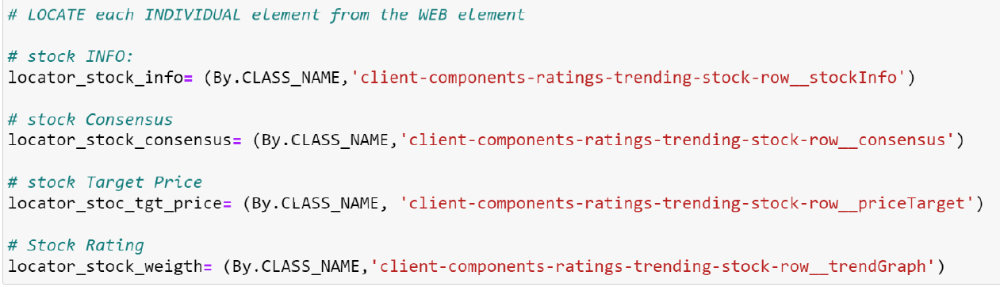 # LOCATE each INDIVIDUAL element from the WEB element
# stock INFO:
locator_stock_info= (By.CLASS_NAME,'client-components-ratings-trending-stock-row__stockInfo')
# stock Consensus
locator_stock_consensus= (By.CLASS_NAME,'client-components-ratings-trending-stock-row__consensus')
# stock Target Price
locator_stoc_tgt_price= (By.CLASS_NAME, 'client-components-ratings-trending-stock-row__priceTarget')
# Stock Rating
locator_stock_weigth= (By.CLASS_NAME,'client-components-ratings-trending-stock-row__trendGraph')